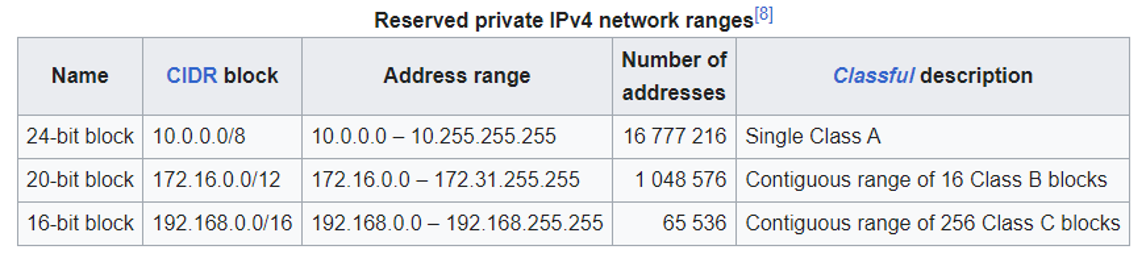 Reserved private IPv4 network ranges[8]
Name CIDR block Address range Number of addresses Classful description
24-bit block 10.0.0.0/8 10.0.0.0 – 10.255.255.255 16 777 216 Single Class A
20-bit block 172.16.0.0/12 172.16.0.0 – 172.31.255.255 1 048 576 Contiguous range of 16 Class B blocks
16-bit block 192.168.0.0/16 192.168.0.0 – 192.168.255.255 65 536 Contiguous range of 256 Class C blocks